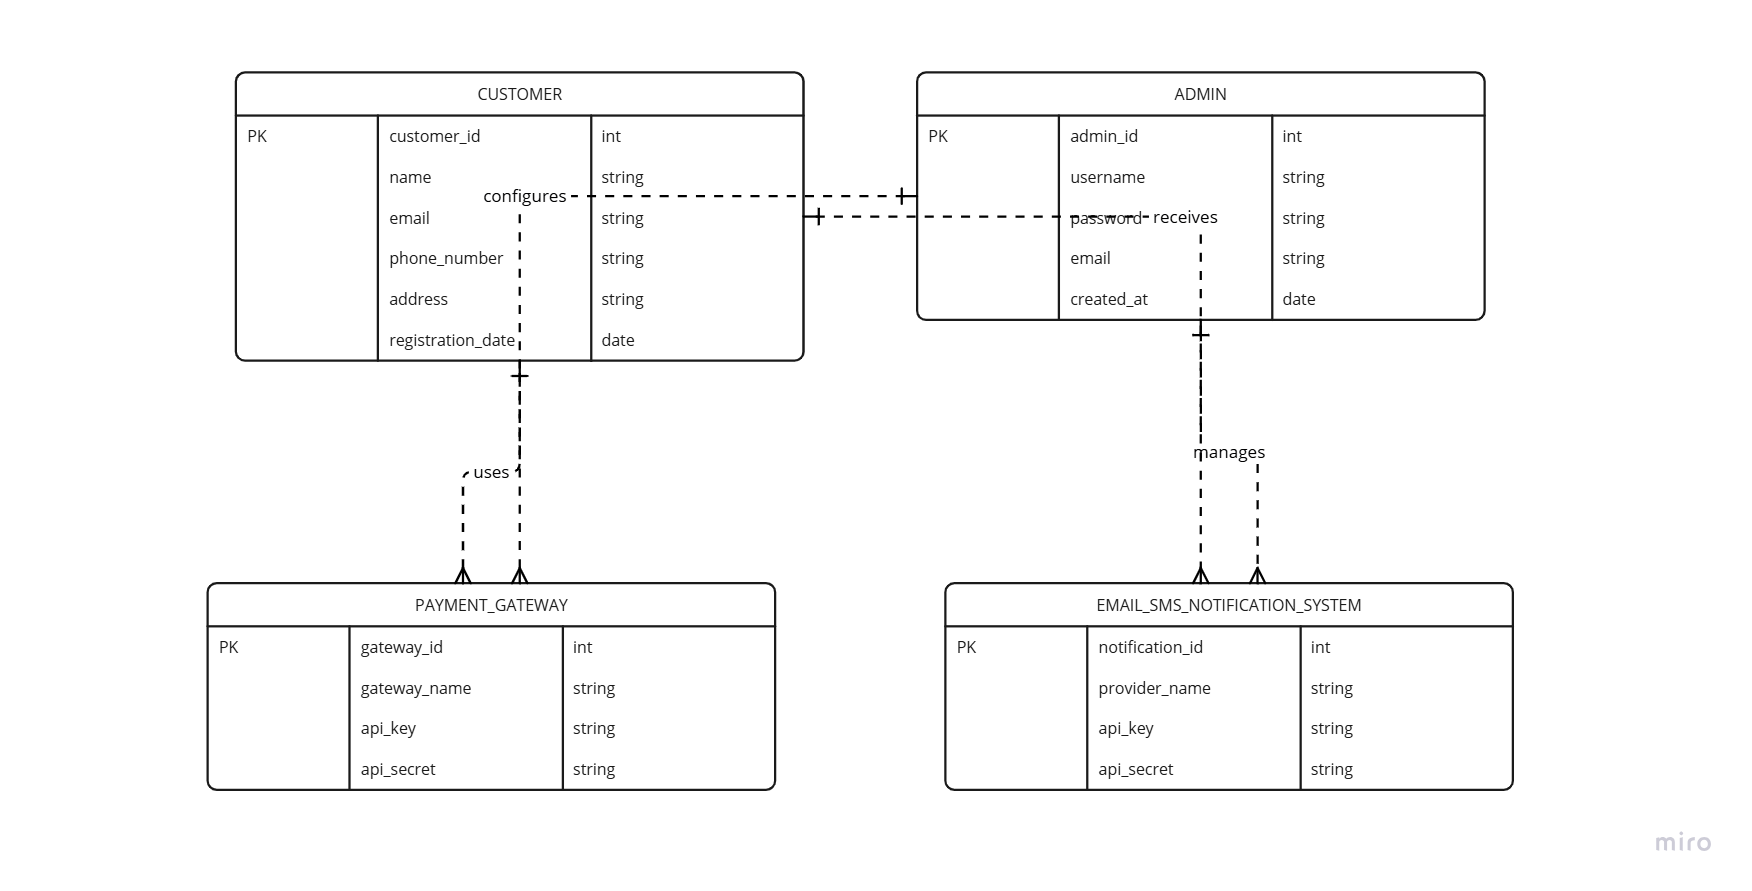 CUSTOMER
PK customer_id int
name string
configures
email string
phone_number string
address string
registration_date date
ADMIN
PK admin_id int
username string
password string
receives
email string
created_at date
uses
manages
PAYMENT_GATEWAY
PK gateway_id int
gateway_name string
api_key string
api_secret string
EMAIL_SMS_NOTIFICATION_SYSTEM
PK notification_id int
provider_name string
api_key string
api_secret string
miro